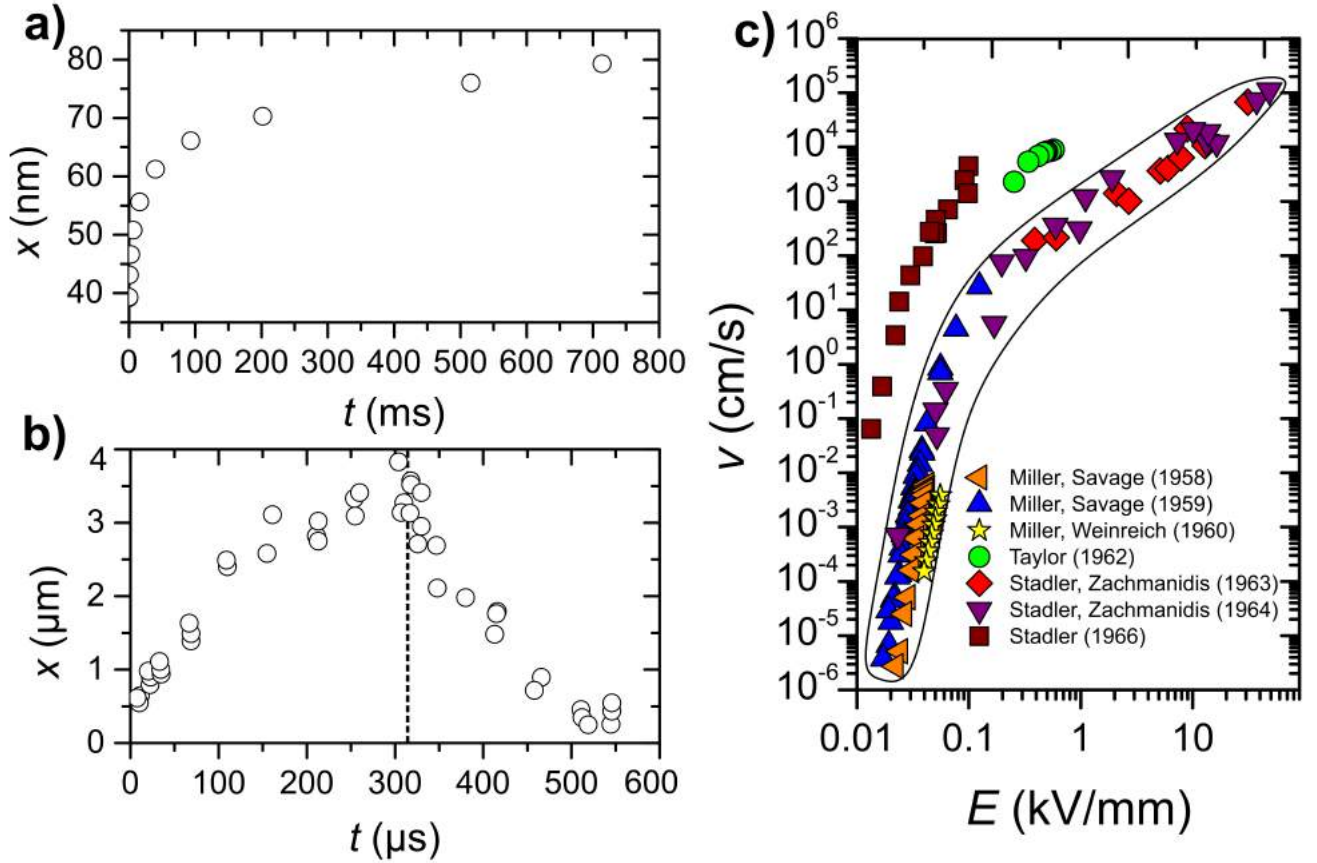 a)
80
70
60
50
40
x (nm)
0 100 200 300 400 500 600 700 800
t (ms)
b)
4
3
2
1
0
x (µm)
0 100 200 300 400 500 600
t (µs)
c)
10^6
10^5
10^4
10^3
10^2
10^1
10^0
10^-1
10^-2
10^-3
10^-4
10^-5
10^-6
v (cm/s)
Miller, Savage (1958)
Miller, Savage (1959)
Miller, Weinreich (1960)
Taylor (1962)
Stadler, Zachmanidis (1963)
Stadler, Zachmanidis (1964)
Stadler (1966)
0.01 0.1 1 10
E (kV/mm)